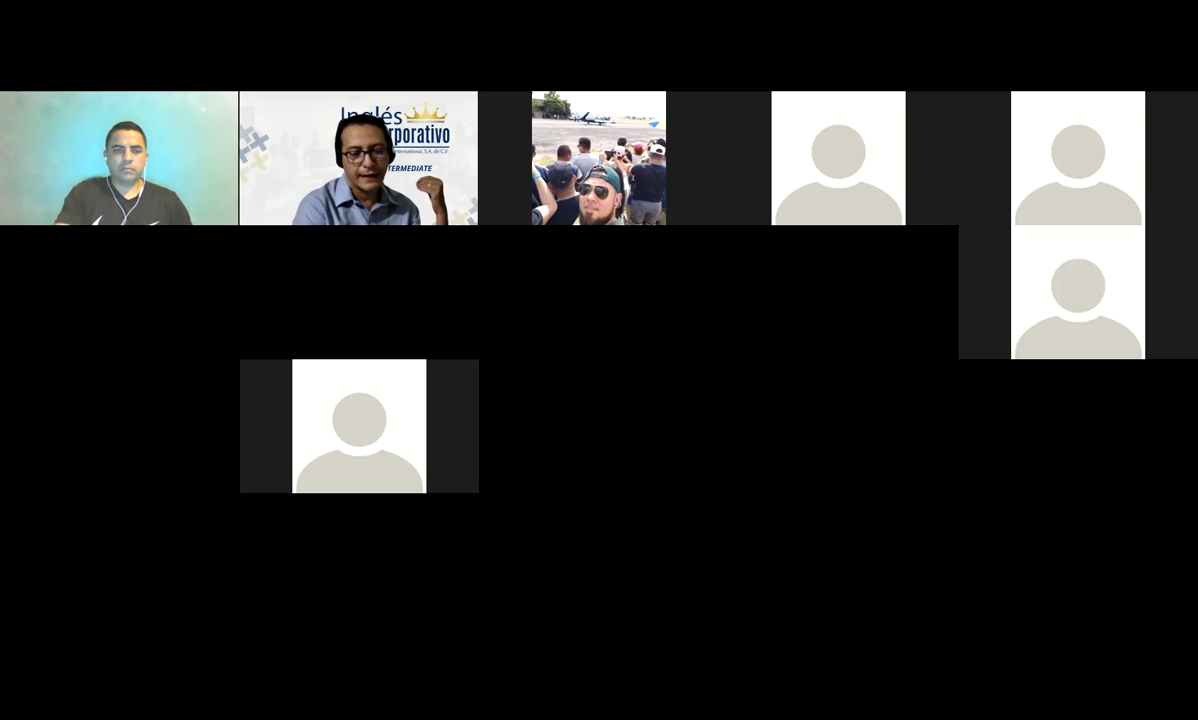 Inglés
rporativo
International, S.A. de C.V.
TERMEDIATE